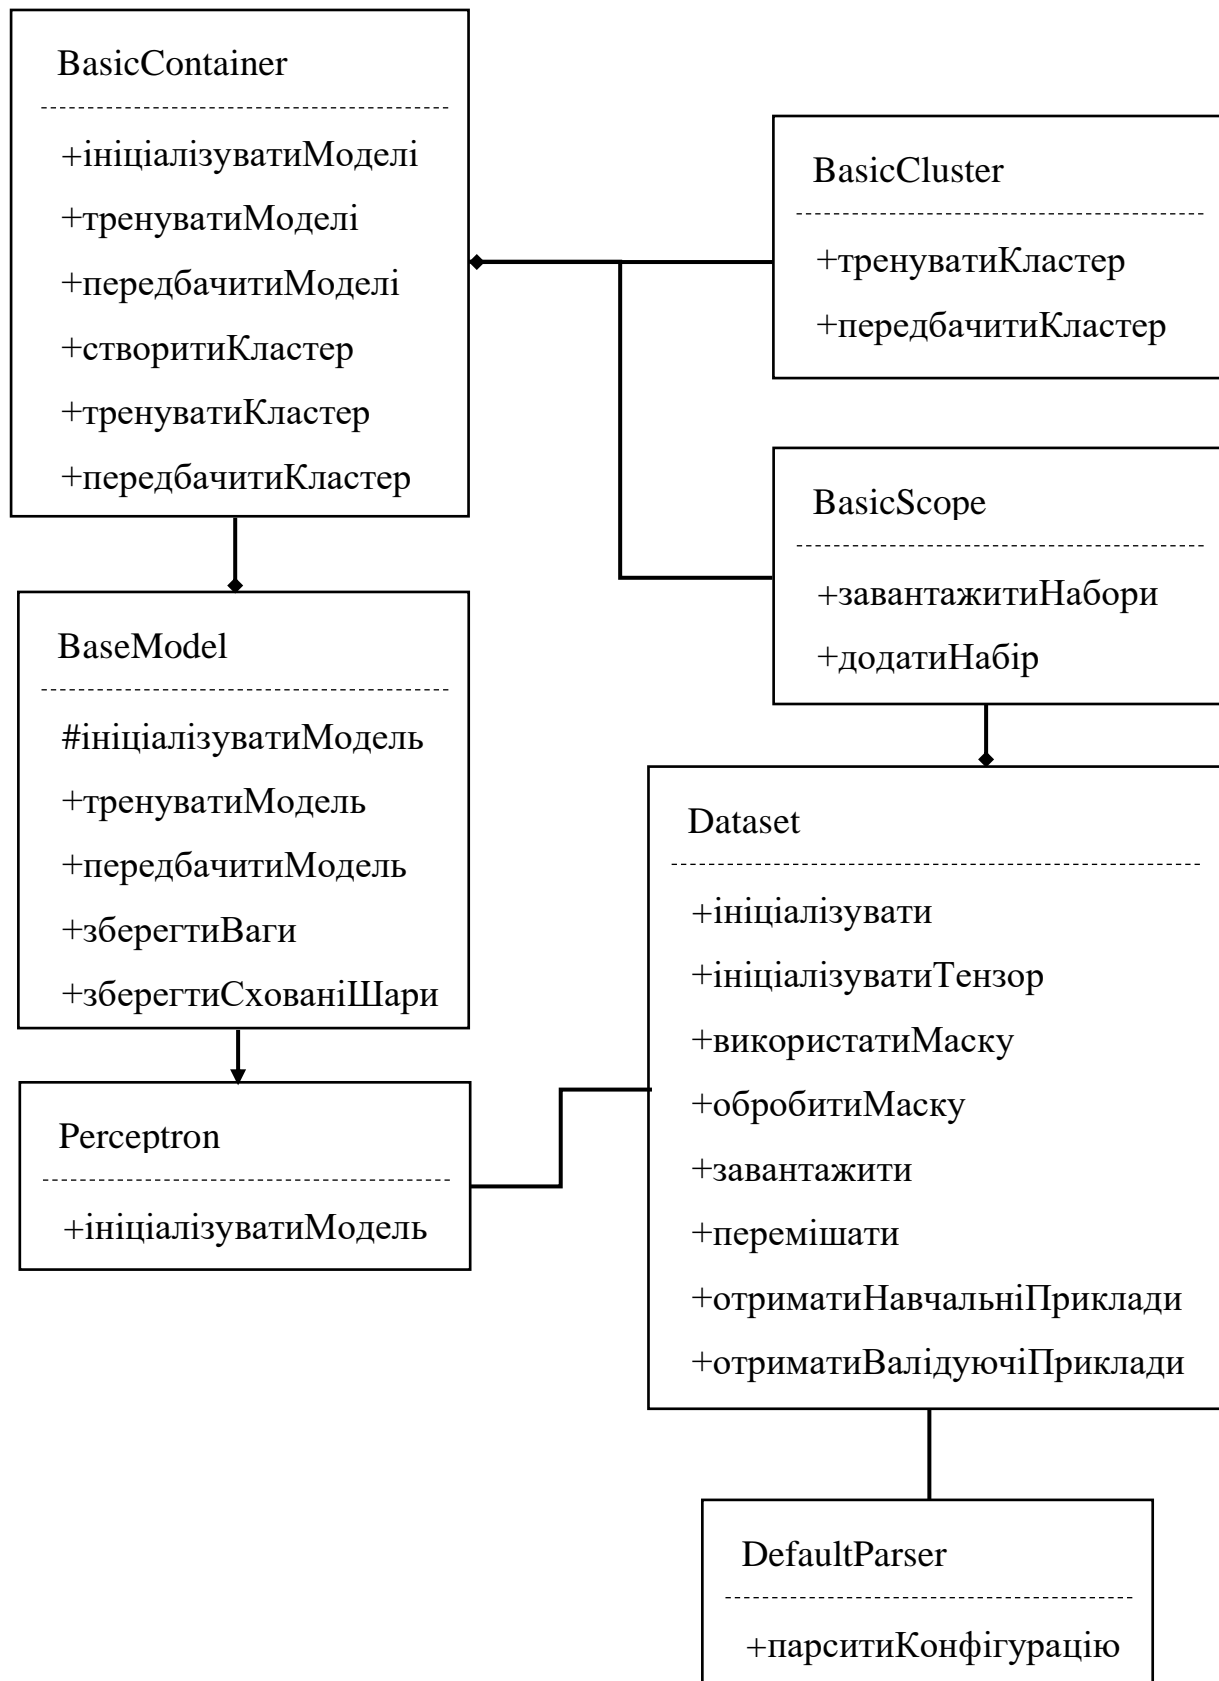 BasicContainer
+ініціалізуватиМоделі
+тренуватиМоделі
+передбачитиМоделі
+створитиКластер
+тренуватиКластер
+передбачитиКластер
BasicCluster
+тренуватиКластер
+передбачитиКластер
BasicScope
+завантажитиНабори
+додатиНабір
BaseModel
#ініціалізуватиМодель
+тренуватиМодель
+передбачитиМодель
+зберегтиВаги
+зберегтиСхованіШари
Perceptron
+ініціалізуватиМодель
Dataset
+ініціалізувати
+ініціалізуватиТензор
+використатиМаску
+обробитиМаску
+завантажити
+перемішати
+отриматиНавчальніПриклади
+отриматиВалідуючіПриклади
DefaultParser
+парситиКонфігурацію